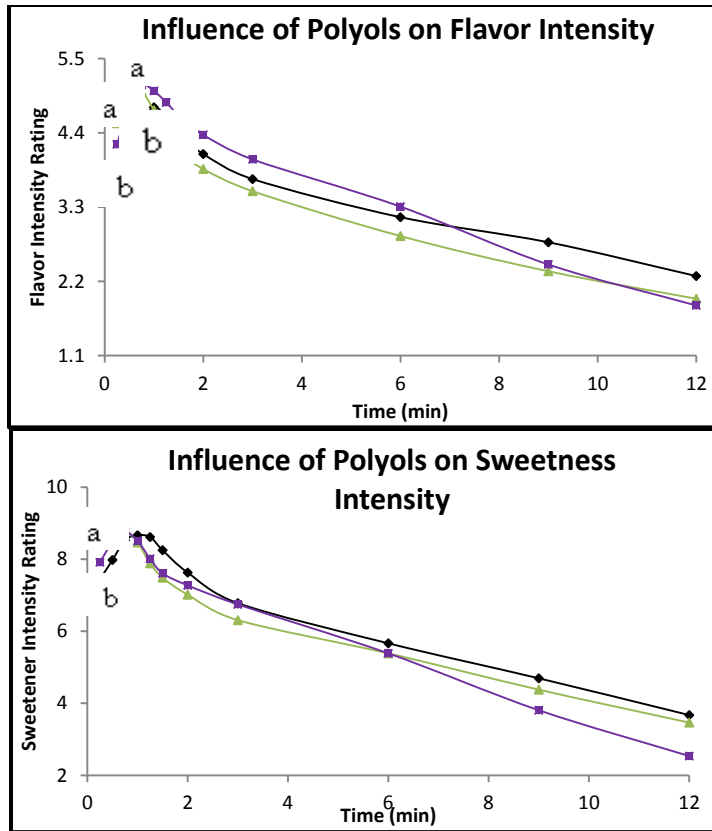 Influence of Polyols on Flavor Intensity
5.5
4.4
3.3
2.2
1.1
Flavor Intensity Rating
a
a
b
b
0
2
4
6
8
10
12
Time (min)
Influence of Polyols on Sweetness
Intensity
10
8
6
4
2
Sweetener Intensity Rating
a
b
0
2
4
6
8
10
12
Time (min)